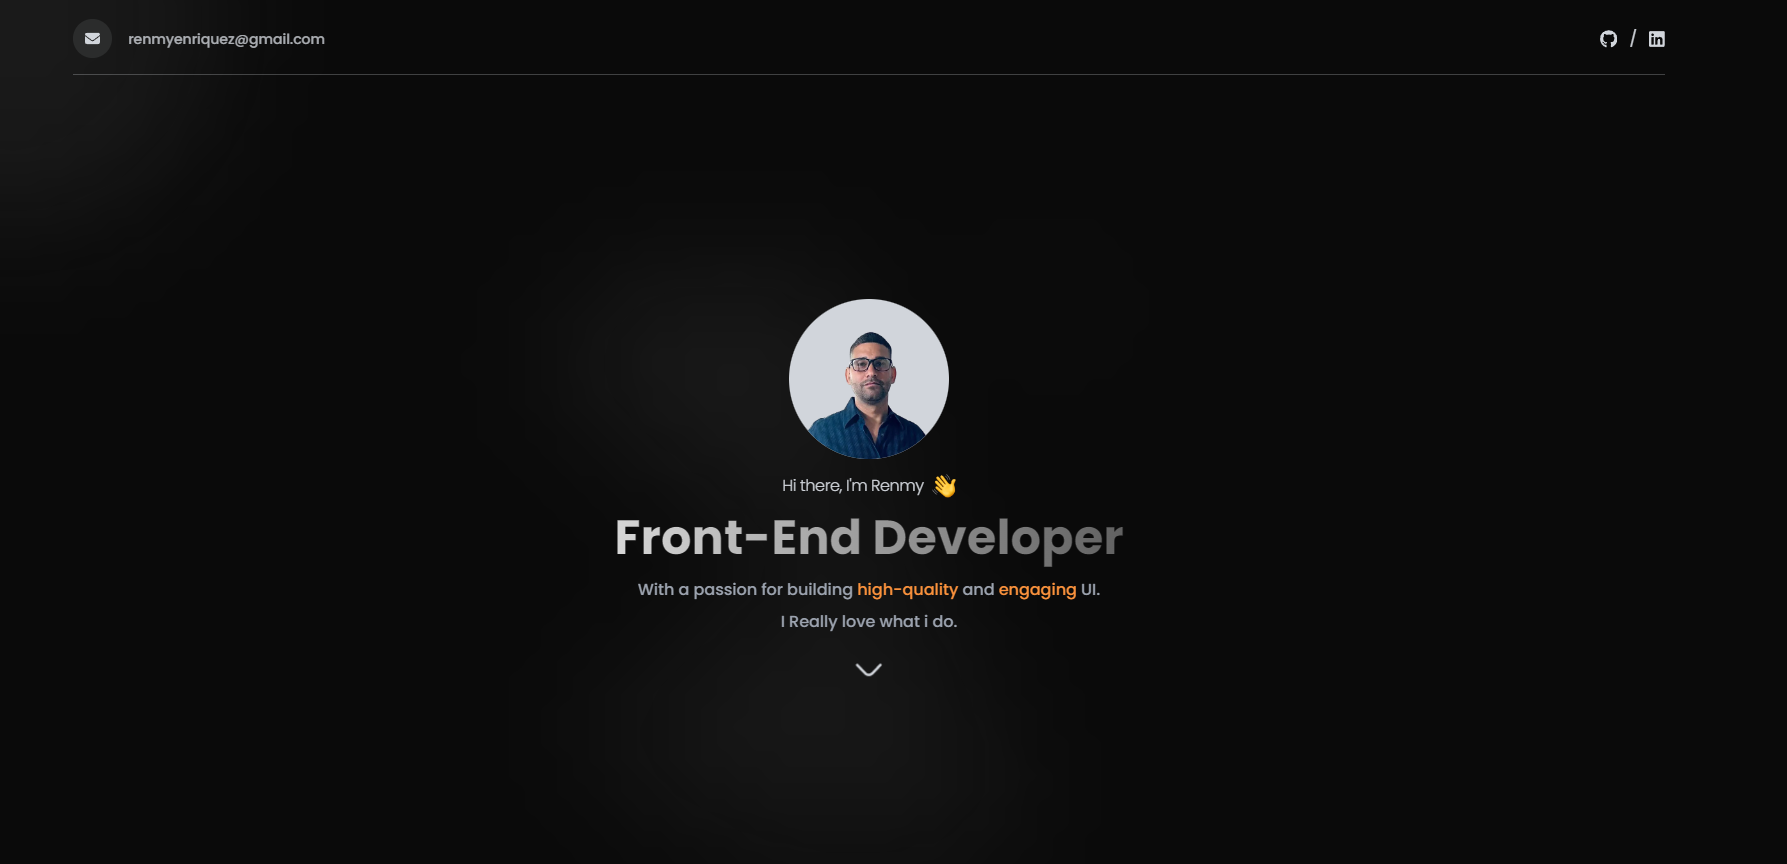 renmyenriquez@gmail.com
/
Hi there, I'm Renmy 👋
Front-End Developer
With a passion for building high-quality and engaging UI.
I Really love what i do.